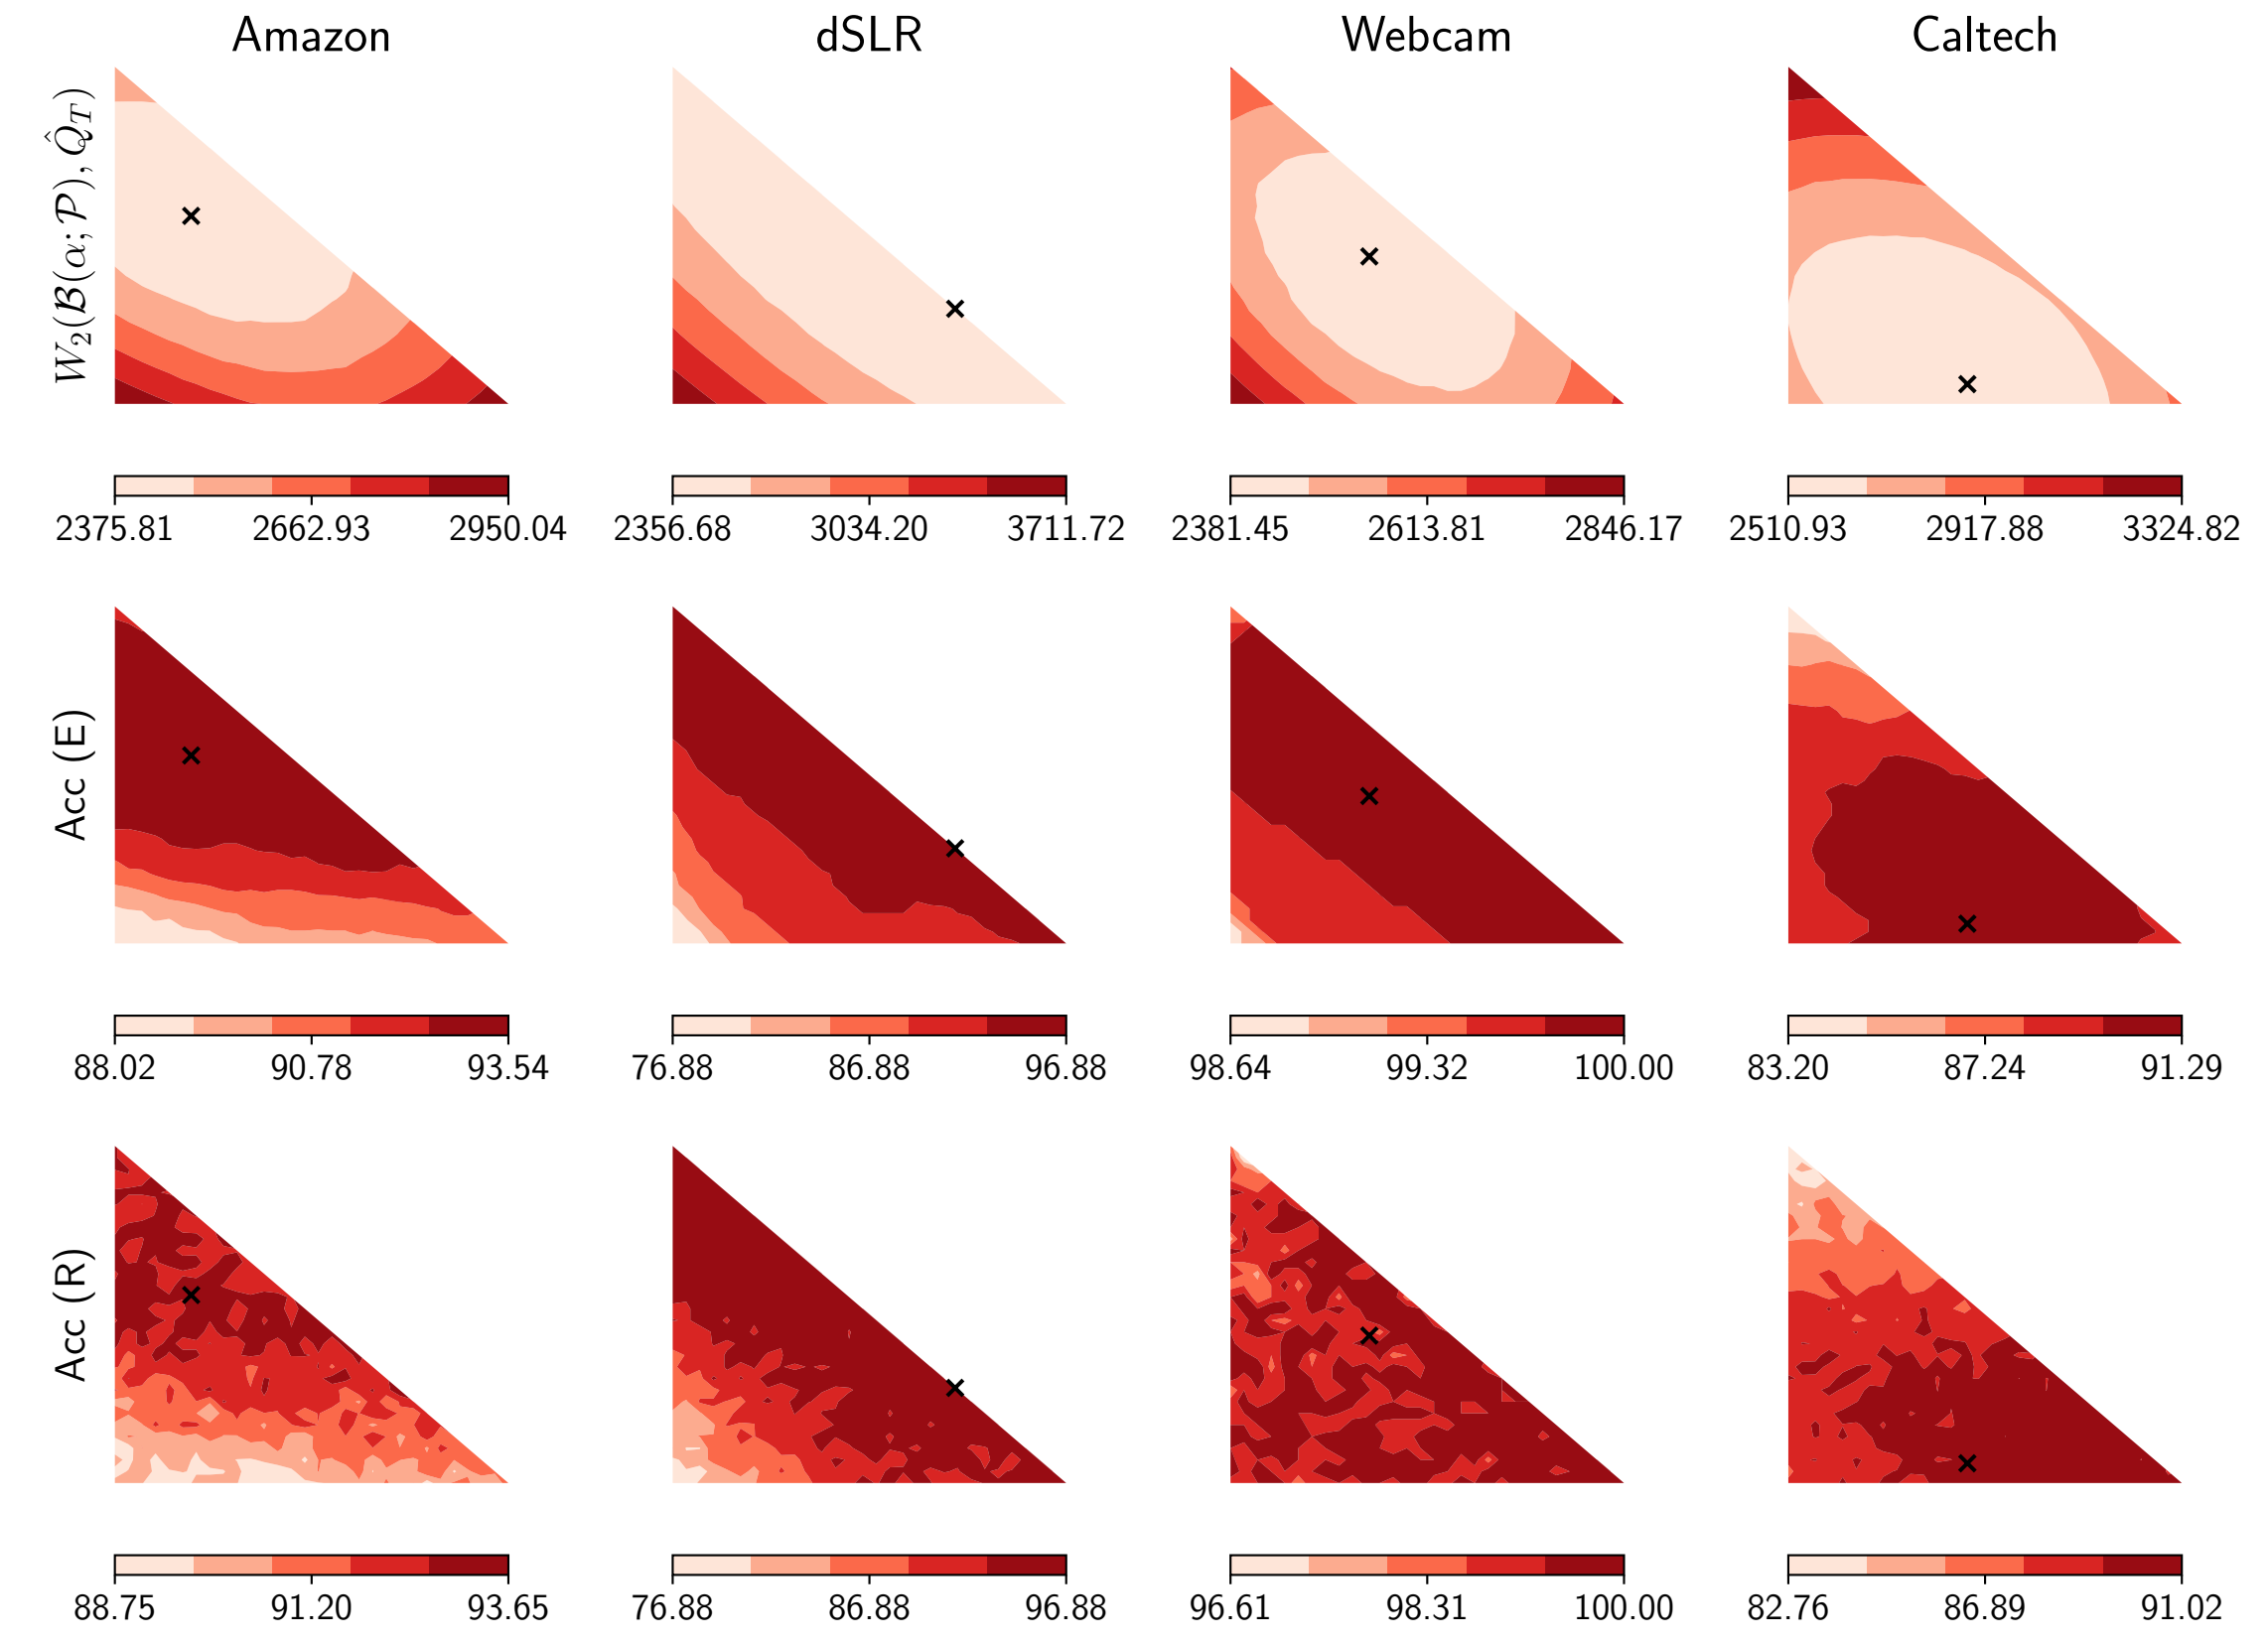 Amazon dSLR Webcam Caltech
W₂(𝓑(α; 𝓟), Q̂_T)
2375.81 2662.93 2950.04 2356.68 3034.20 3711.72 2381.45 2613.81 2846.17 2510.93 2917.88 3324.82
Acc (E)
88.02 90.78 93.54 76.88 86.88 96.88 98.64 99.32 100.00 83.20 87.24 91.29
Acc (R)
88.75 91.20 93.65 76.88 86.88 96.88 96.61 98.31 100.00 82.76 86.89 91.02